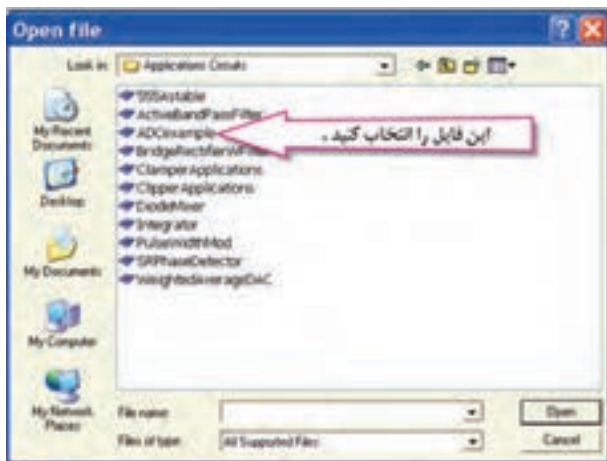 Open file
Look in: Applications Circuits
555Astable
ActiveBandPassFilter
ADCexample
این فایل را انتخاب کنید .
BridgeRectifierW
ClamperApplications
ClipperApplications
DiodeMixer
Integrator
PulseWidthMod
SRPhaseDetector
WeightedAverageDAC
My Recent
Documents
Desktop
My Documents
My Computer
My Network
Places
File name:
Open
Files of type: All Supported Files
Cancel